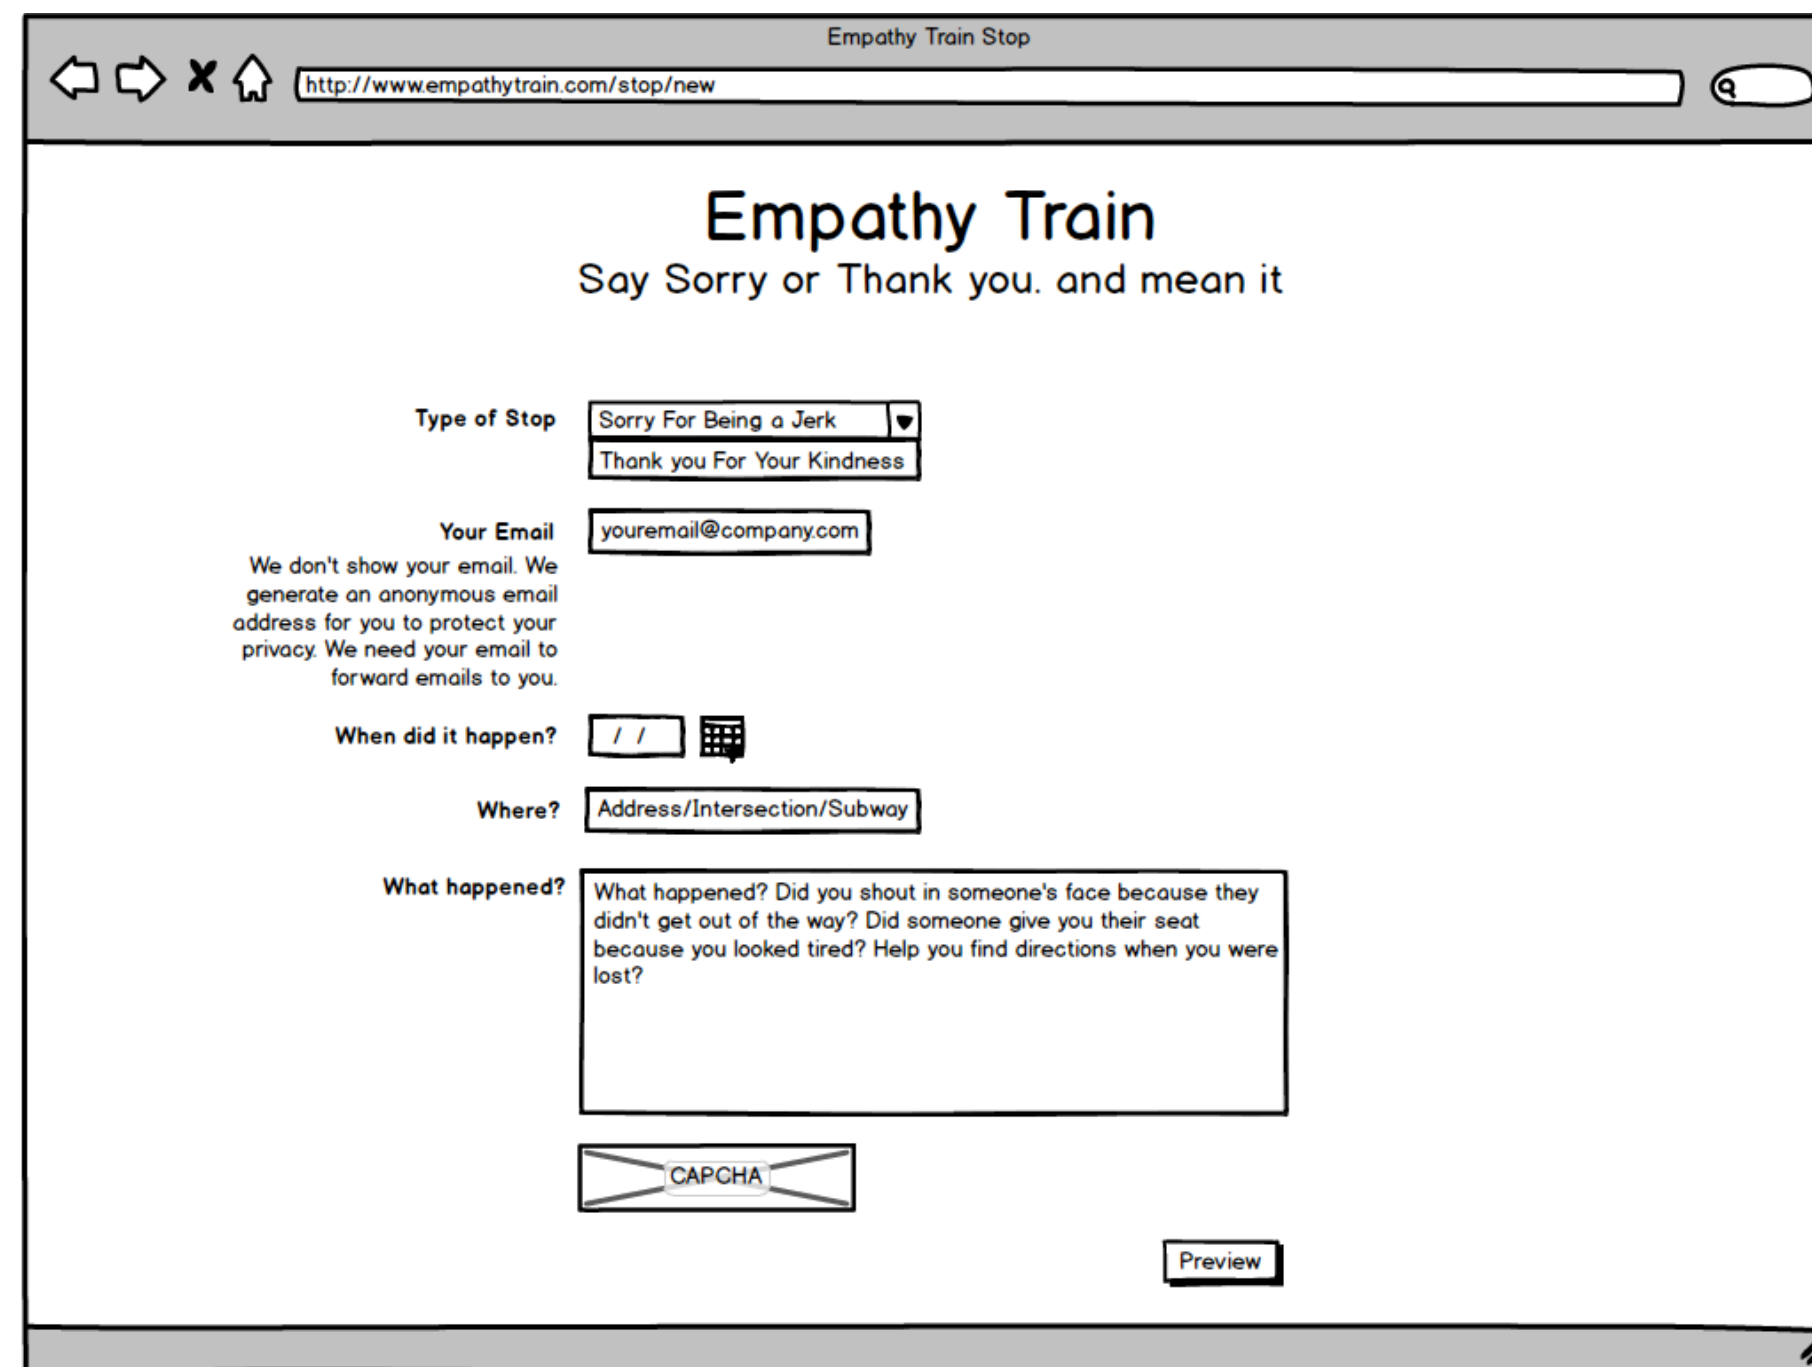 Empathy Train Stop
http://www.empathytrain.com/stop/new
Empathy Train
Say Sorry or Thank you. and mean it
Type of Stop
Sorry For Being a Jerk
Thank you For Your Kindness
Your Email
youremail@company.com
We don't show your email. We
generate an anonymous email
address for you to protect your
privacy. We need your email to
forward emails to you.
When did it happen?
/ /
Where?
Address/Intersection/Subway
What happened?
What happened? Did you shout in someone's face because they
didn't get out of the way? Did someone give you their seat
because you looked tired? Help you find directions when you were
lost?
CAPCHA
Preview